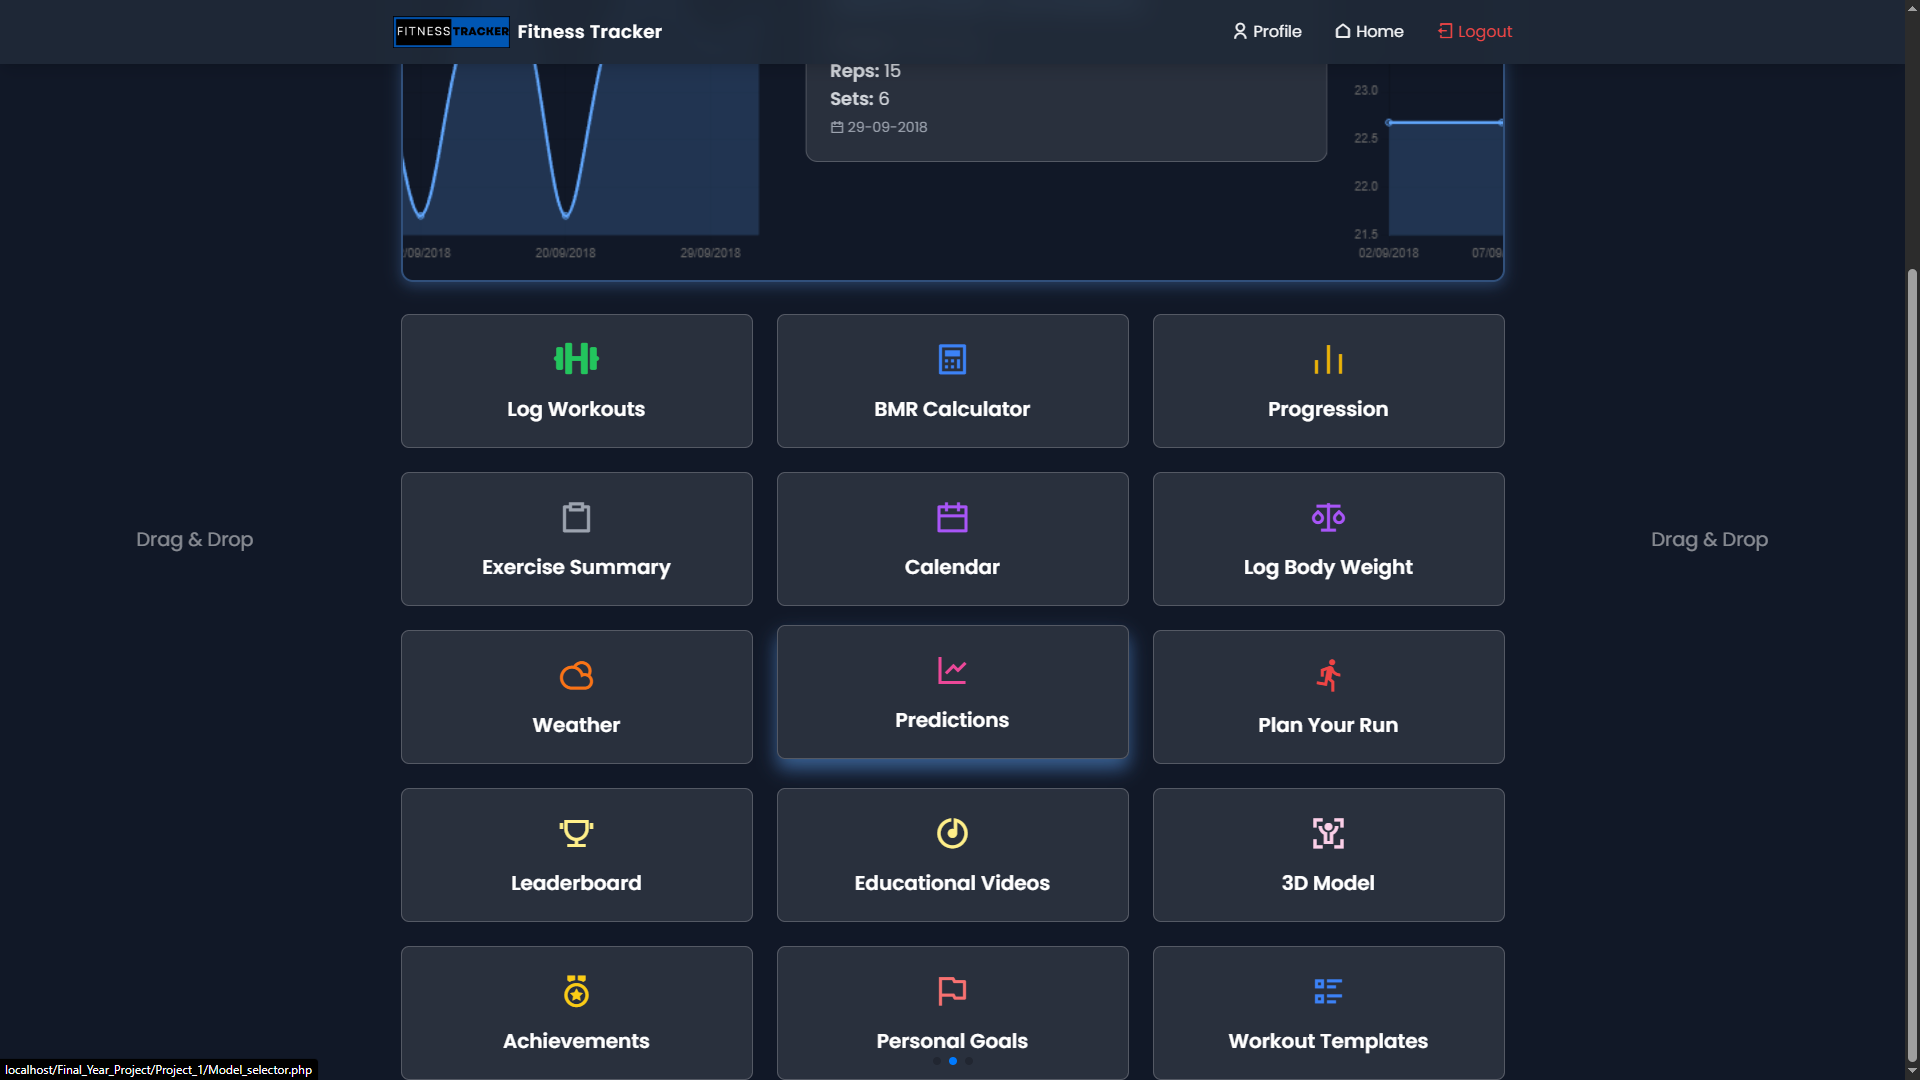 FITNESS TRACKER Fitness Tracker Profile Home Logout
Reps: 15
Sets: 6
29-09-2018
23.0
22.5
22.0
21.5
/09/2018 20/09/2018 29/09/2018
02/09/2018 07/09
Log Workouts BMR Calculator Progression
Exercise Summary Calendar Log Body Weight
Drag & Drop Drag & Drop
Weather Predictions Plan Your Run
Leaderboard Educational Videos 3D Model
Achievements Personal Goals Workout Templates
localhost/Final_Year_Project/Project_1/Model_selector.php